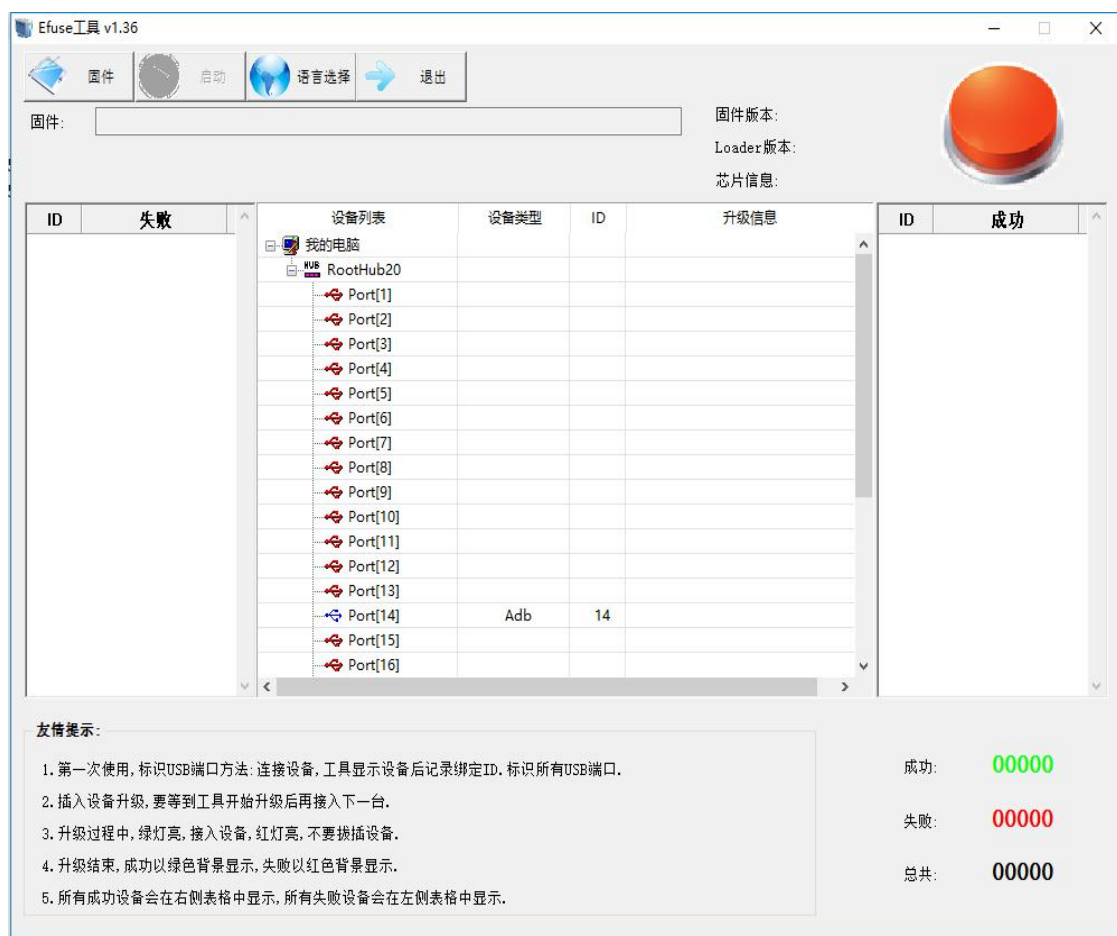 Efuse工具 v1.36
固件 启动 语言选择 退出
固件:
固件版本:
Loader版本:
芯片信息:
ID 失败 设备列表 设备类型 ID 升级信息 ID 成功
我的电脑
HUB RootHub20
Port[1]
Port[2]
Port[3]
Port[4]
Port[5]
Port[6]
Port[7]
Port[8]
Port[9]
Port[10]
Port[11]
Port[12]
Port[13]
Port[14] Adb 14
Port[15]
Port[16]
友情提示:
1.第一次使用,标识USB端口方法:连接设备,工具显示设备后记录绑定ID.标识所有USB端口.
2.插入设备升级,要等到工具开始升级后再接入下一台.
3.升级过程中,绿灯亮,接入设备,红灯亮,不要拔插设备.
4.升级结束,成功以绿色背景显示,失败以红色背景显示.
5.所有成功设备会在右侧表格中显示,所有失败设备会在左侧表格中显示.
成功: 00000
失败: 00000
总共: 00000